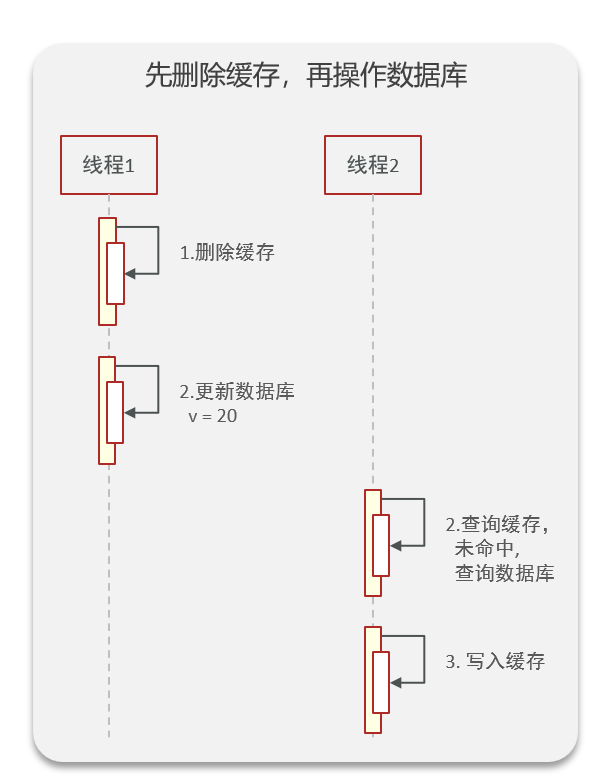 先删除缓存，再操作数据库
线程1
线程2
1.删除缓存
2.更新数据库
v = 20
2.查询缓存，
未命中,
查询数据库
3. 写入缓存